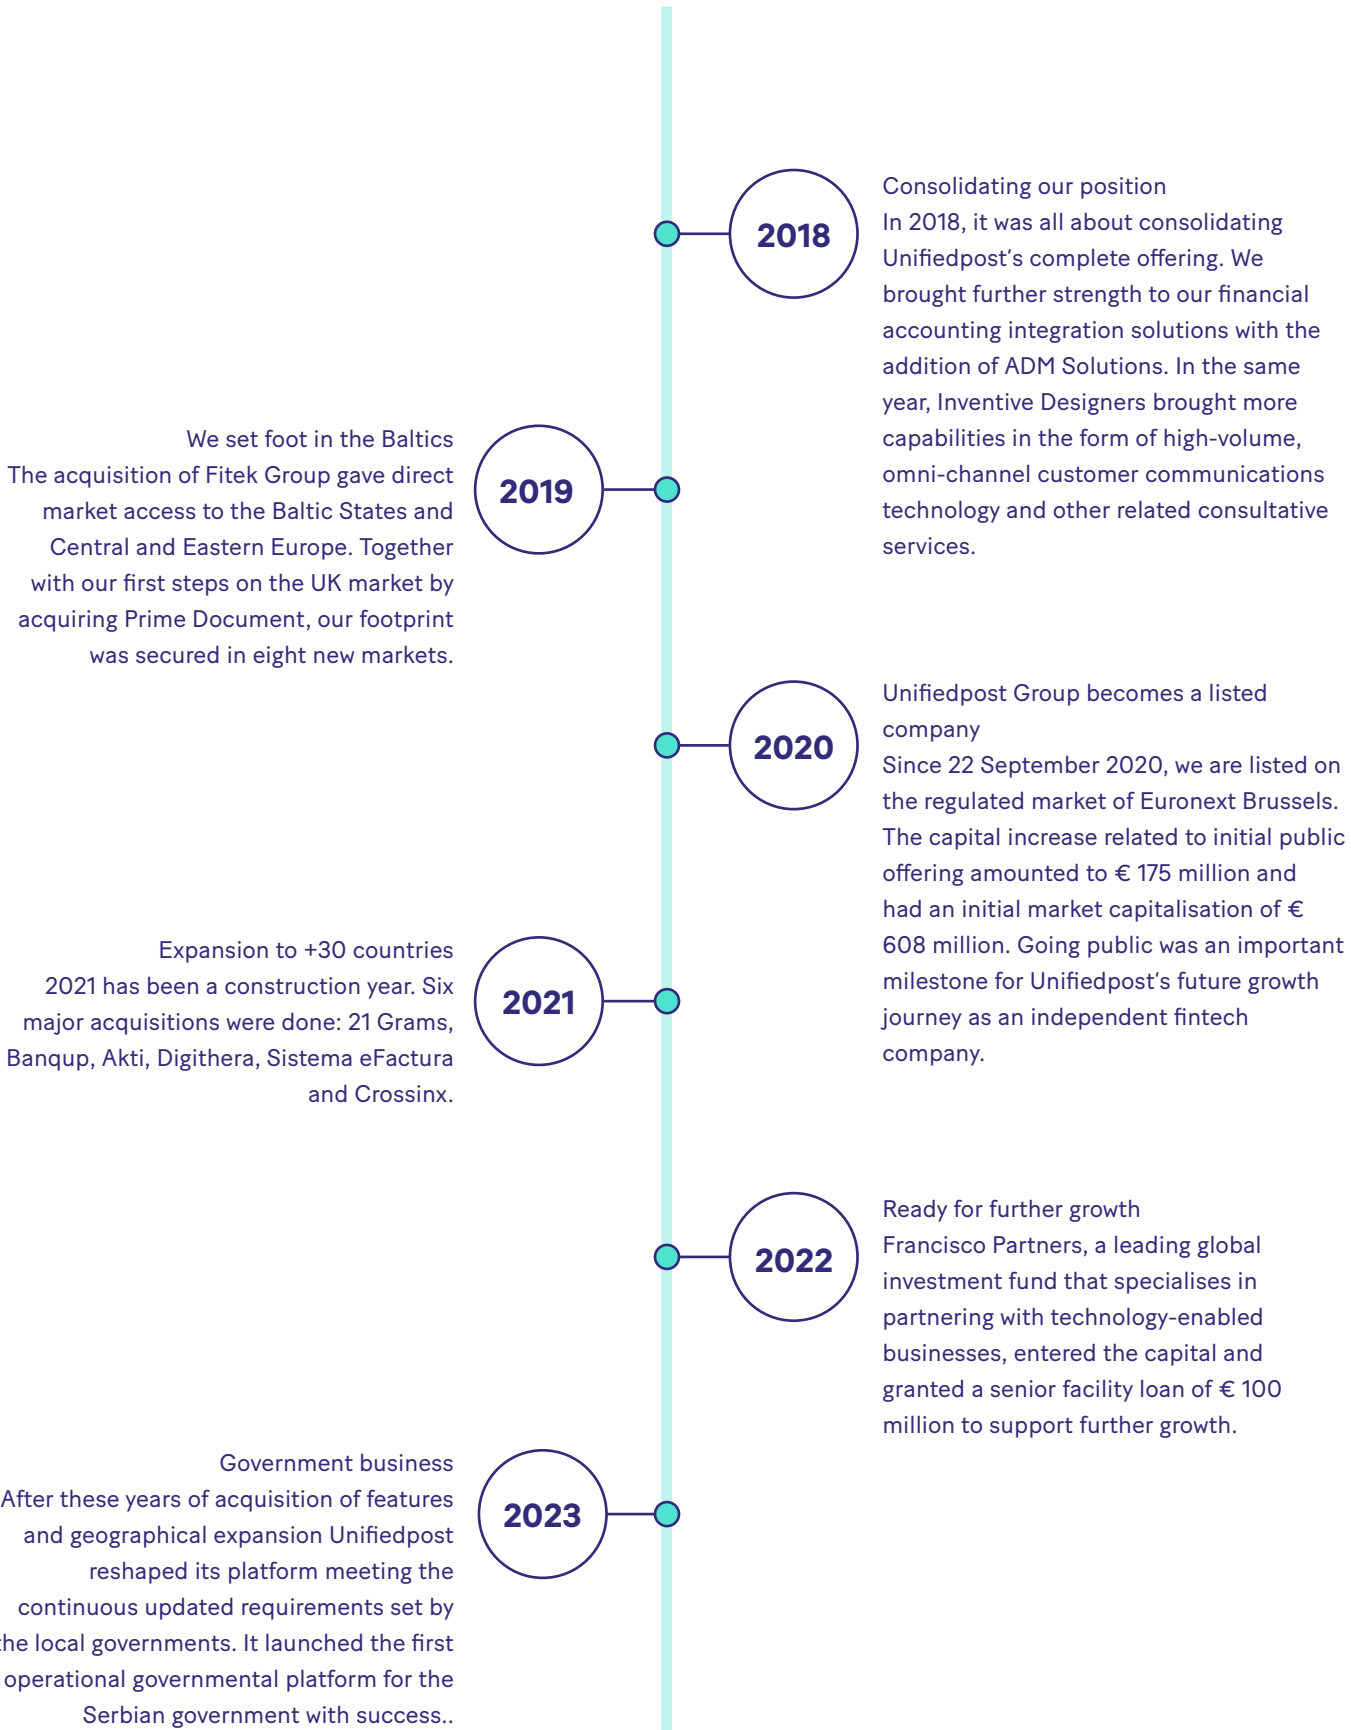 2018
Consolidating our position
In 2018, it was all about consolidating
Unifiedpost's complete offering. We
brought further strength to our financial
accounting integration solutions with the
addition of ADM Solutions. In the same
year, Inventive Designers brought more
capabilities in the form of high-volume,
omni-channel customer communications
technology and other related consultative
services.
2019
We set foot in the Baltics
The acquisition of Fitek Group gave direct
market access to the Baltic States and
Central and Eastern Europe. Together
with our first steps on the UK market by
acquiring Prime Document, our footprint
was secured in eight new markets.
2020
Unifiedpost Group becomes a listed
company
Since 22 September 2020, we are listed on
the regulated market of Euronext Brussels.
The capital increase related to initial public
offering amounted to € 175 million and
had an initial market capitalisation of €
608 million. Going public was an important
milestone for Unifiedpost's future growth
journey as an independent fintech
company.
2021
Expansion to +30 countries
2021 has been a construction year. Six
major acquisitions were done: 21 Grams,
Banqup, Akti, Digithera, Sistema eFactura
and Crossinx.
2022
Ready for further growth
Francisco Partners, a leading global
investment fund that specialises in
partnering with technology-enabled
businesses, entered the capital and
granted a senior facility loan of € 100
million to support further growth.
2023
Government business
After these years of acquisition of features
and geographical expansion Unifiedpost
reshaped its platform meeting the
continuous updated requirements set by
the local governments. It launched the first
operational governmental platform for the
Serbian government with success..